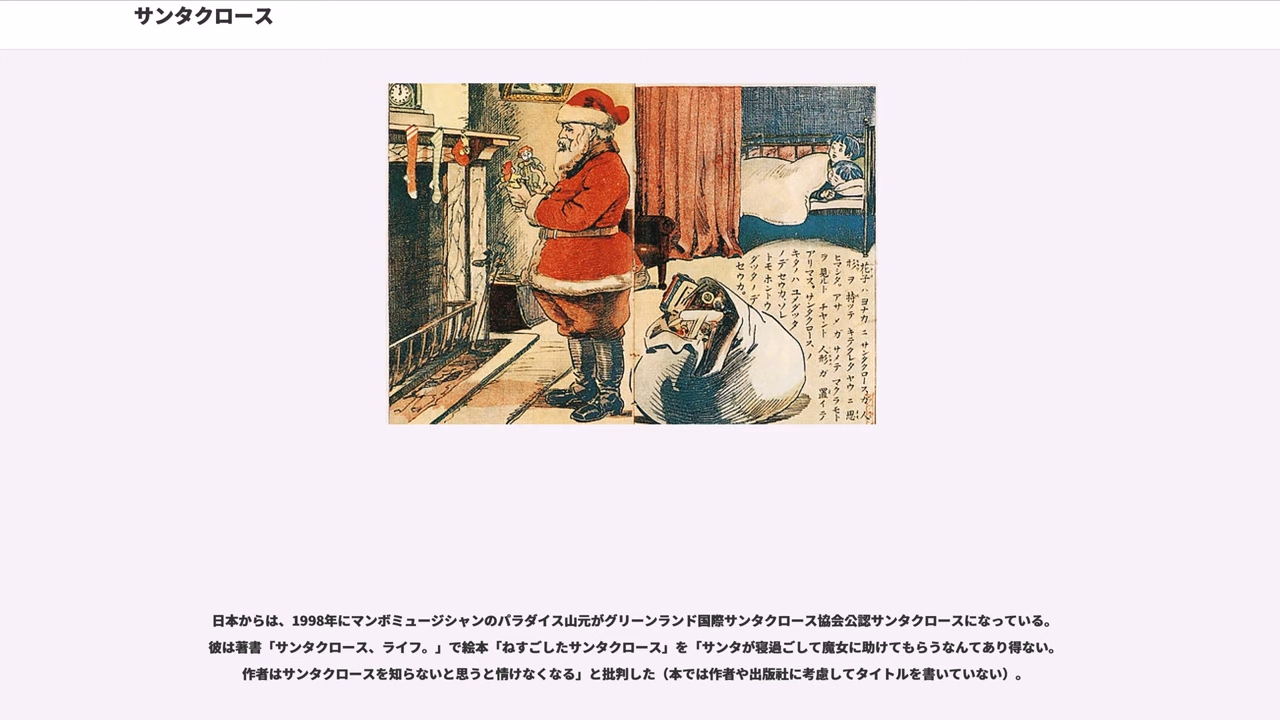 サンタクロース
花子 ハ ヨナカ ニ サンタクロース ガ 人
形 ヲ 持ツテ キテクレタ ヤウ ニ 思
ヒマシタ。アサ メ ガ サメテ マクラモト
ヲ 見ルト チヤント 人形 ガ 置イテ
アリマス。サンタクロース ノ
キタノハ ユメダツタ
ノデ セウカ、ソレ
トモ ホントウ
ダツタ ノ デ
セウカ。
日本からは、1998年にマンボミュージシャンのパラダイス山元がグリーンランド国際サンタクロース協会公認サンタクロースになっている。
彼は著書「サンタクロース、ライフ。」で絵本「ねすごしたサンタクロース」を「サンタが寝過ごして魔女に助けてもらうなんてあり得ない。
作者はサンタクロースを知らないと思うと情けなくなる」と批判した（本では作者や出版社に考慮してタイトルを書いていない）。